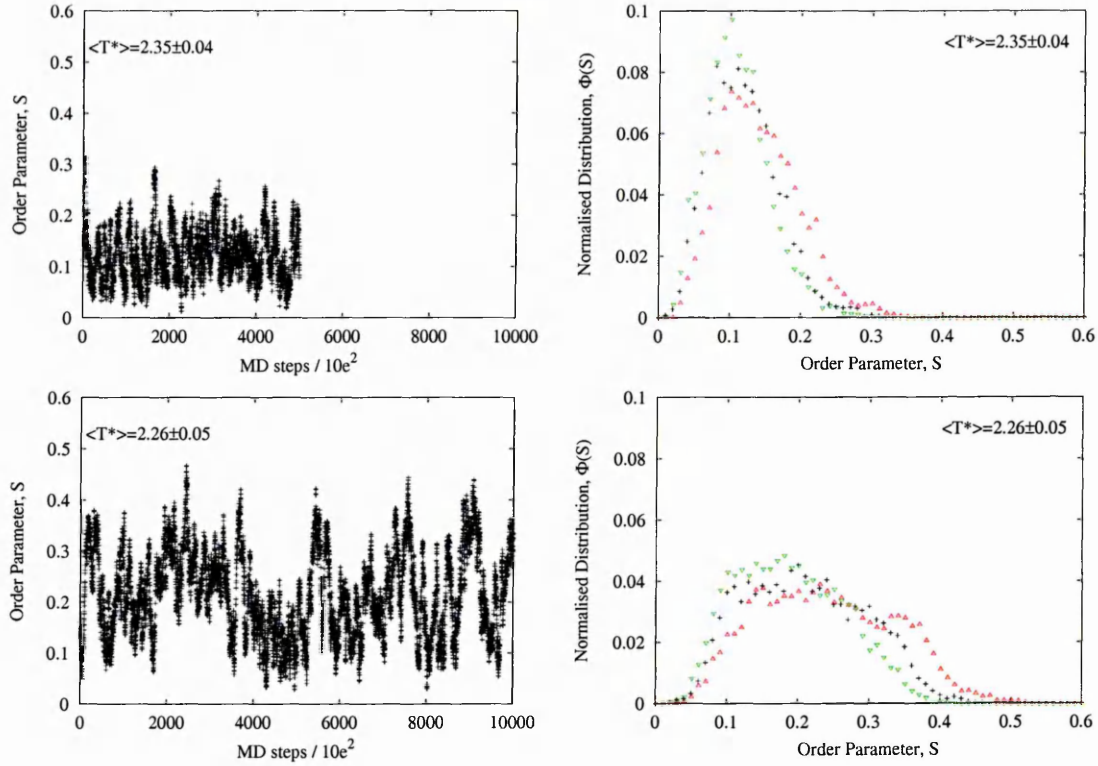 0.6
0.5
0.4
0.3
0.2
0.1
0
Order Parameter, S
<T*>=2.35±0.04
0 2000 4000 6000 8000 10000
MD steps / 10e²
0.1
0.08
0.06
0.04
0.02
0
Normalised Distribution, Φ(S)
<T*>=2.35±0.04
0 0.1 0.2 0.3 0.4 0.5 0.6
Order Parameter, S
0.6
0.5
0.4
0.3
0.2
0.1
0
Order Parameter, S
<T*>=2.26±0.05
0 2000 4000 6000 8000 10000
MD steps / 10e²
0.1
0.08
0.06
0.04
0.02
0
Normalised Distribution, Φ(S)
<T*>=2.26±0.05
0 0.1 0.2 0.3 0.4 0.5 0.6
Order Parameter, S